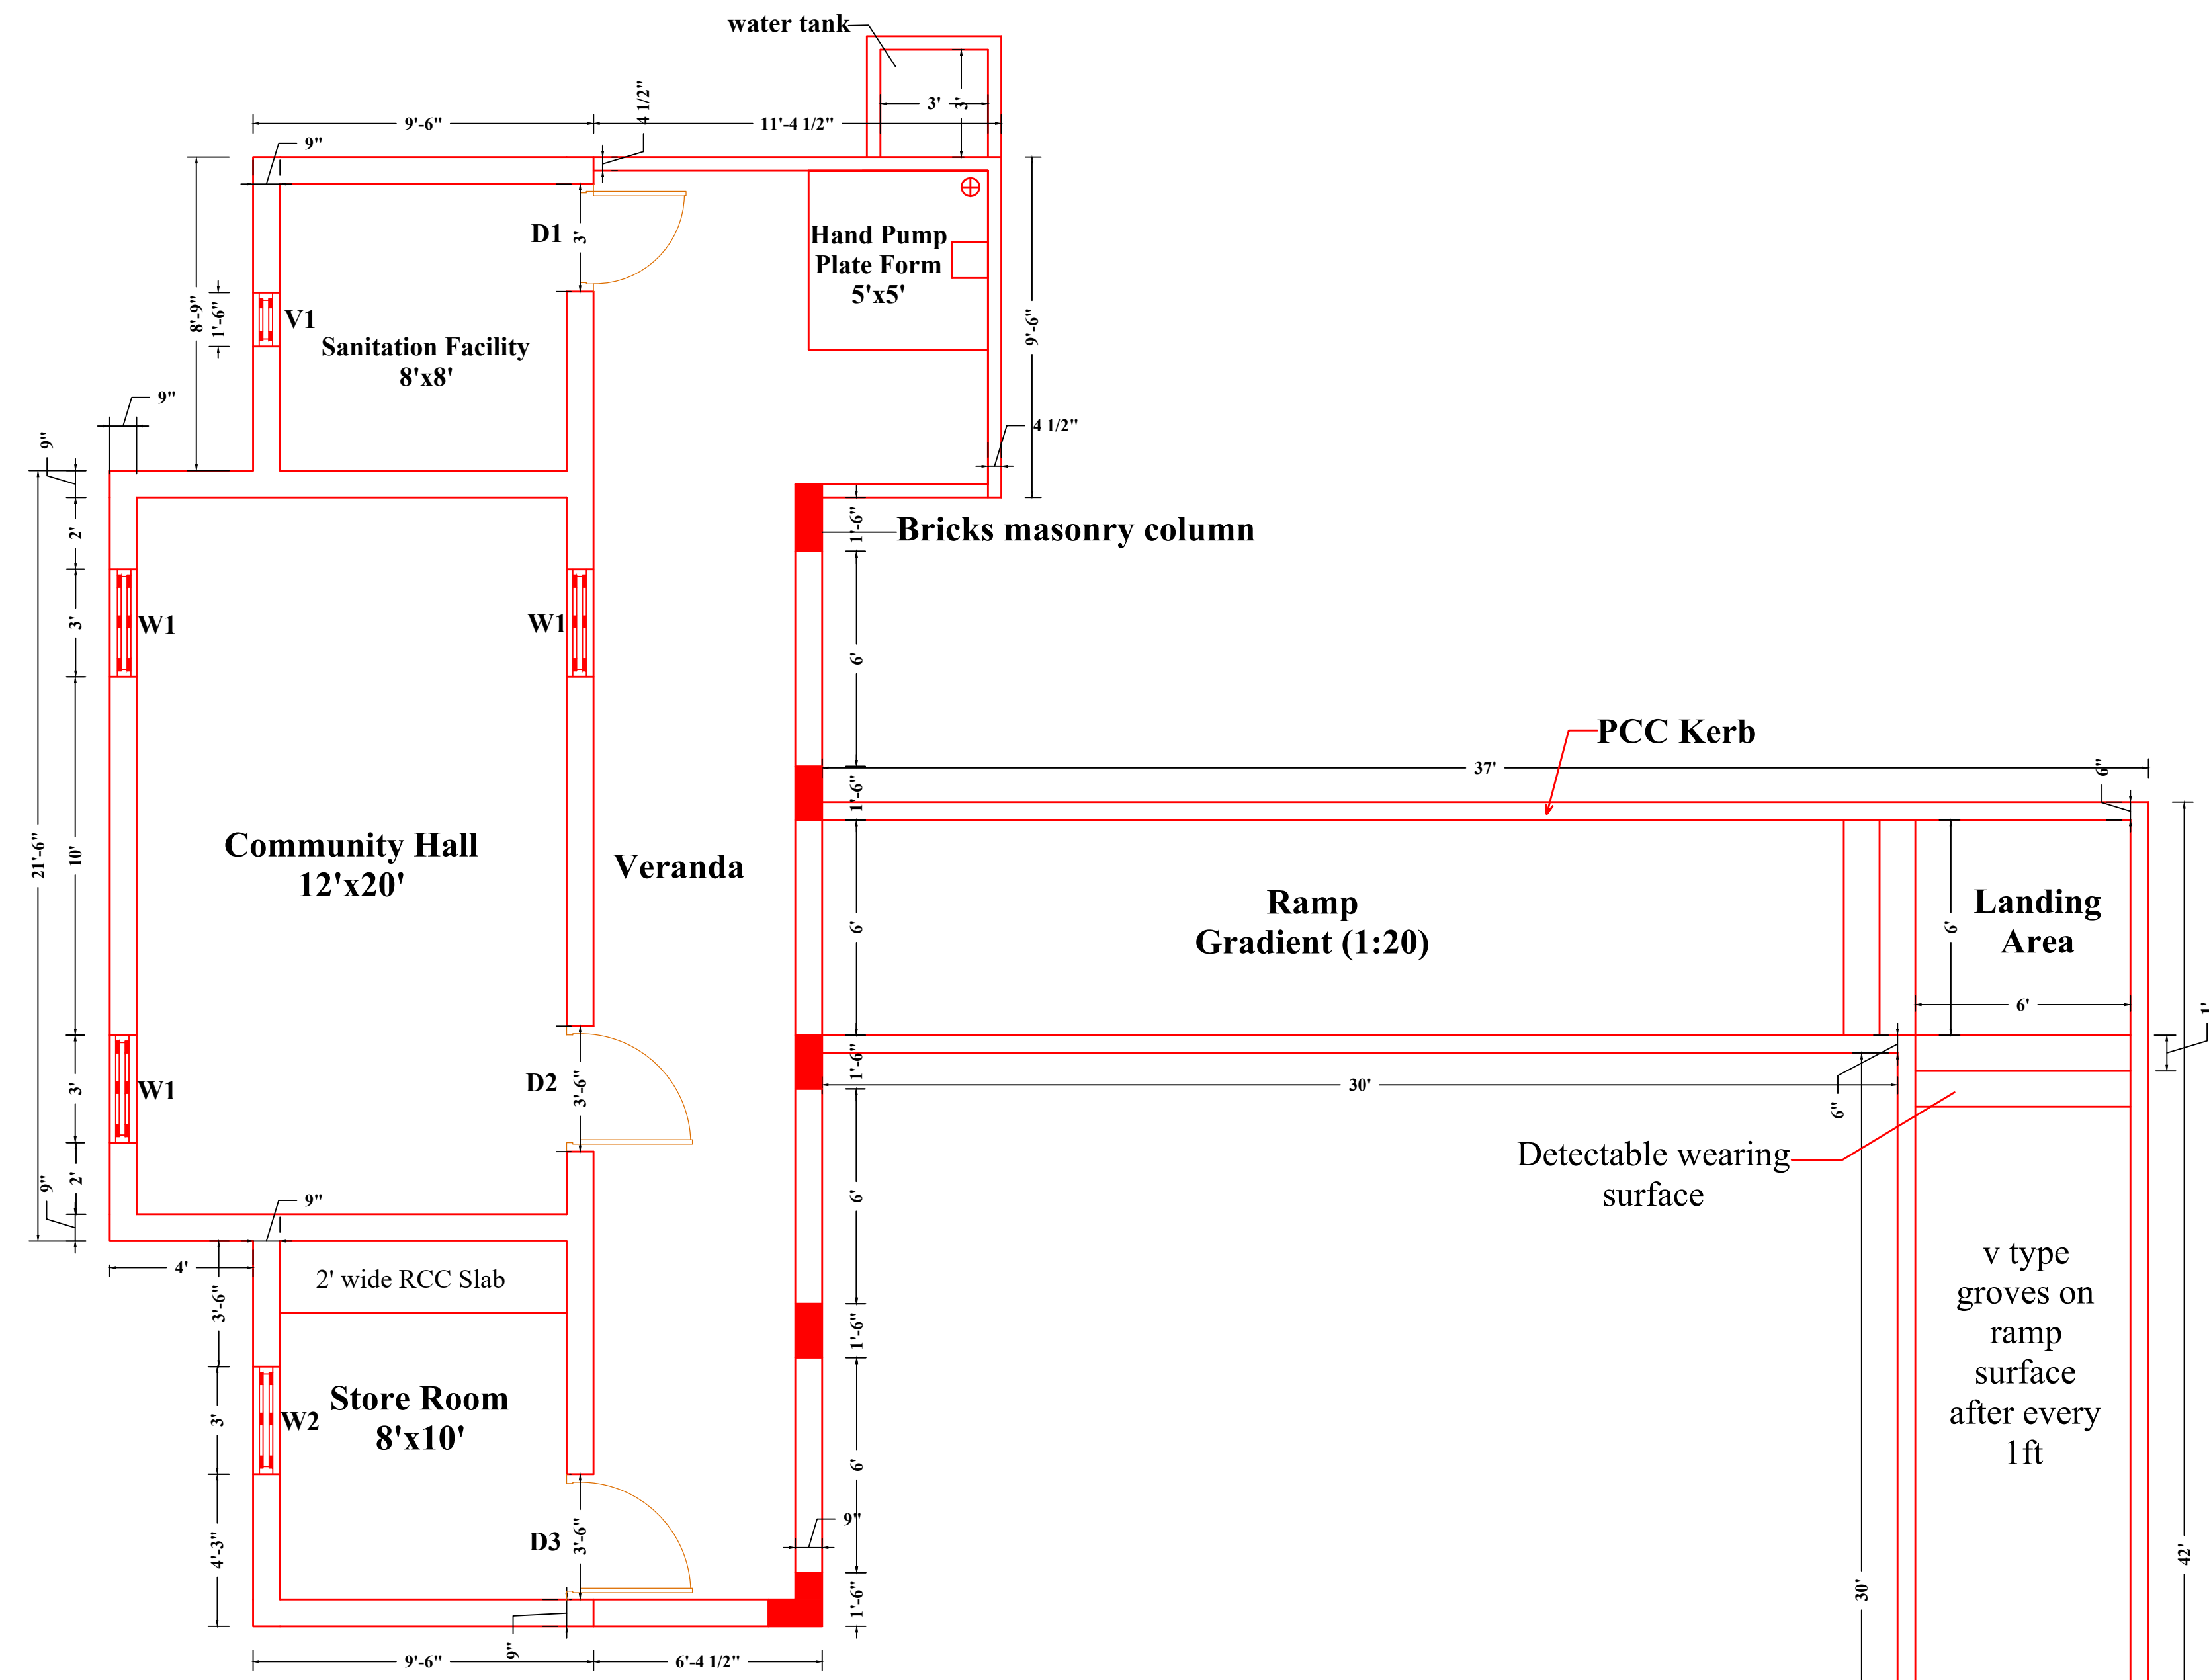 water tank
3'
3'
4 1/2"
9'-6"
11'-4 1/2"
9"
D1
3'
Hand Pump
Plate Form
5'x5'
8'-9"
1'-6"
V1
Sanitation Facility
8'x8'
9'-6"
9"
4 1/2"
9"
2'
1'-6"
Bricks masonry column
3'
W1
W1
6'
PCC Kerb
37'
6"
1'-6"
21'-6"
10'
Community Hall
12'x20'
Veranda
6'
Ramp
Gradient (1:20)
6'
Landing
Area
6'
1'
3'
W1
D2
3'-6"
1'-6"
30'
6"
Detectable wearing
surface
2'
9"
9"
6'
4'
3'-6"
2' wide RCC Slab
1'-6"
v type
groves on
ramp
surface
after every
1ft
3'
W2
Store Room
8'x10'
6'
9"
4'-3"
D3
3'-6"
1'-6"
30'
42'
9"
9'-6"
6'-4 1/2"